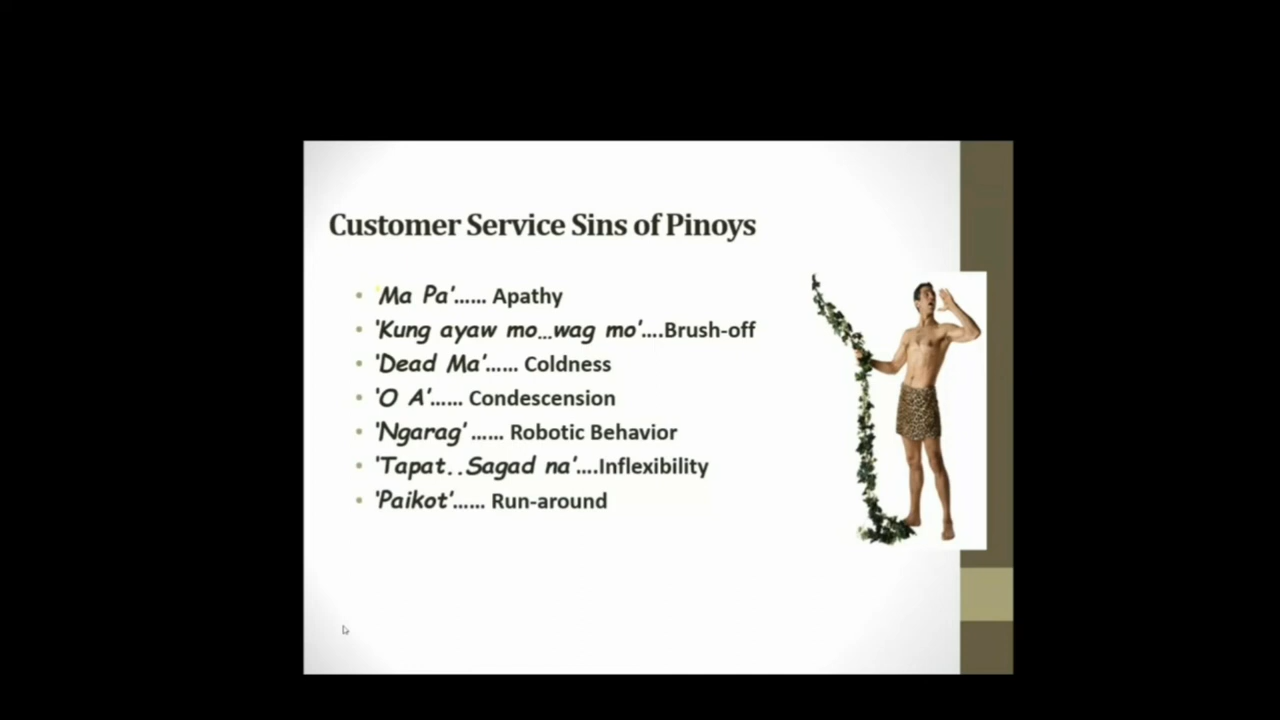 Customer Service Sins of Pinoys
• 'Ma Pa'...... Apathy
• 'Kung ayaw mo...wag mo'....Brush-off
• 'Dead Ma'...... Coldness
• 'O A'...... Condescension
• 'Ngarag' ...... Robotic Behavior
• 'Tapat..Sagad na'....Inflexibility
• 'Paikot'...... Run-around